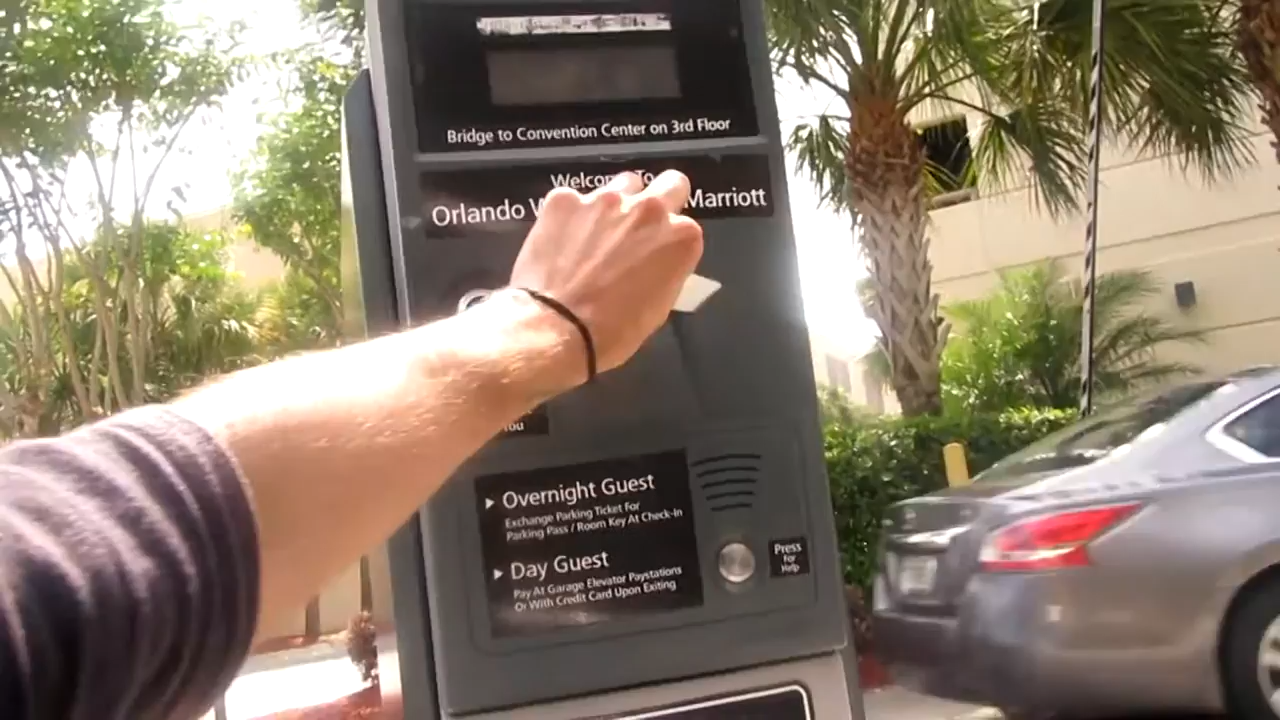 Bridge to Convention Center on 3rd Floor
Welcome To
Orlando W Marriott
You
Overnight Guest
Exchange Parking Ticket For
Parking Pass / Room Key At Check-In
Day Guest
Pay At Garage Elevator Paystations
Or With Credit Card Upon Exiting
Press
For
Help